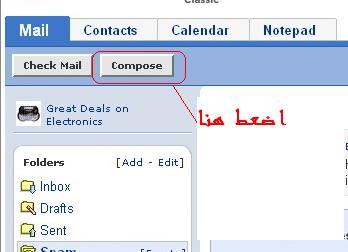 Classic
Mail Contacts Calendar Notepad
Check Mail Compose
اضغط هنا
Great Deals on
Electronics
Folders [Add - Edit]
Inbox
Drafts
Sent
Spam